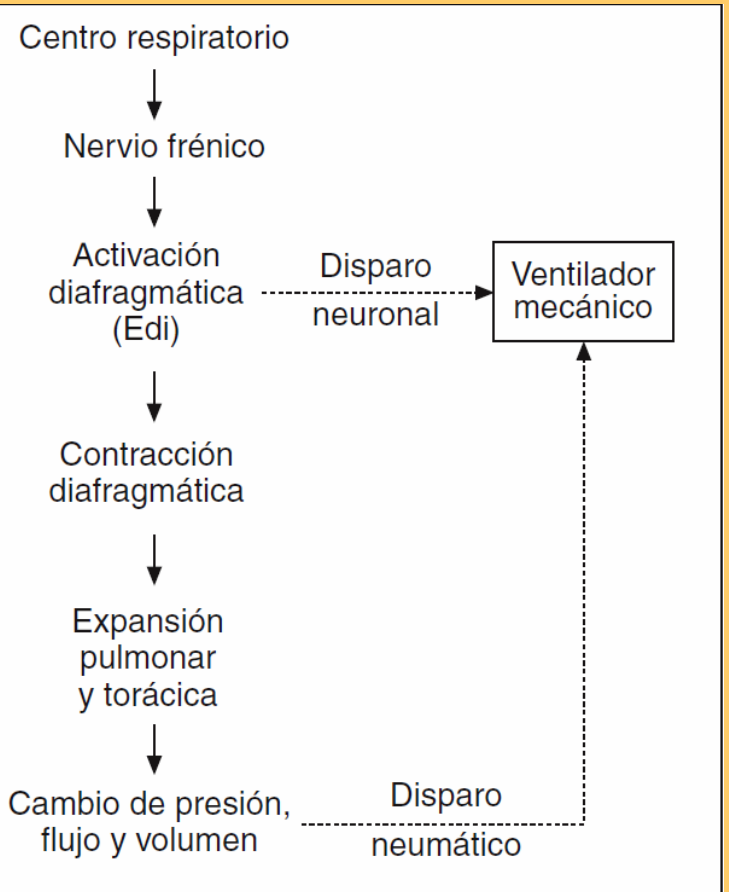 Centro respiratorio
Nervio frénico
Activación
diafragmática
(Edi)
Disparo
neuronal
Ventilador
mecánico
Contracción
diafragmática
Expansión
pulmonar
y torácica
Cambio de presión,
flujo y volumen
Disparo
neumático